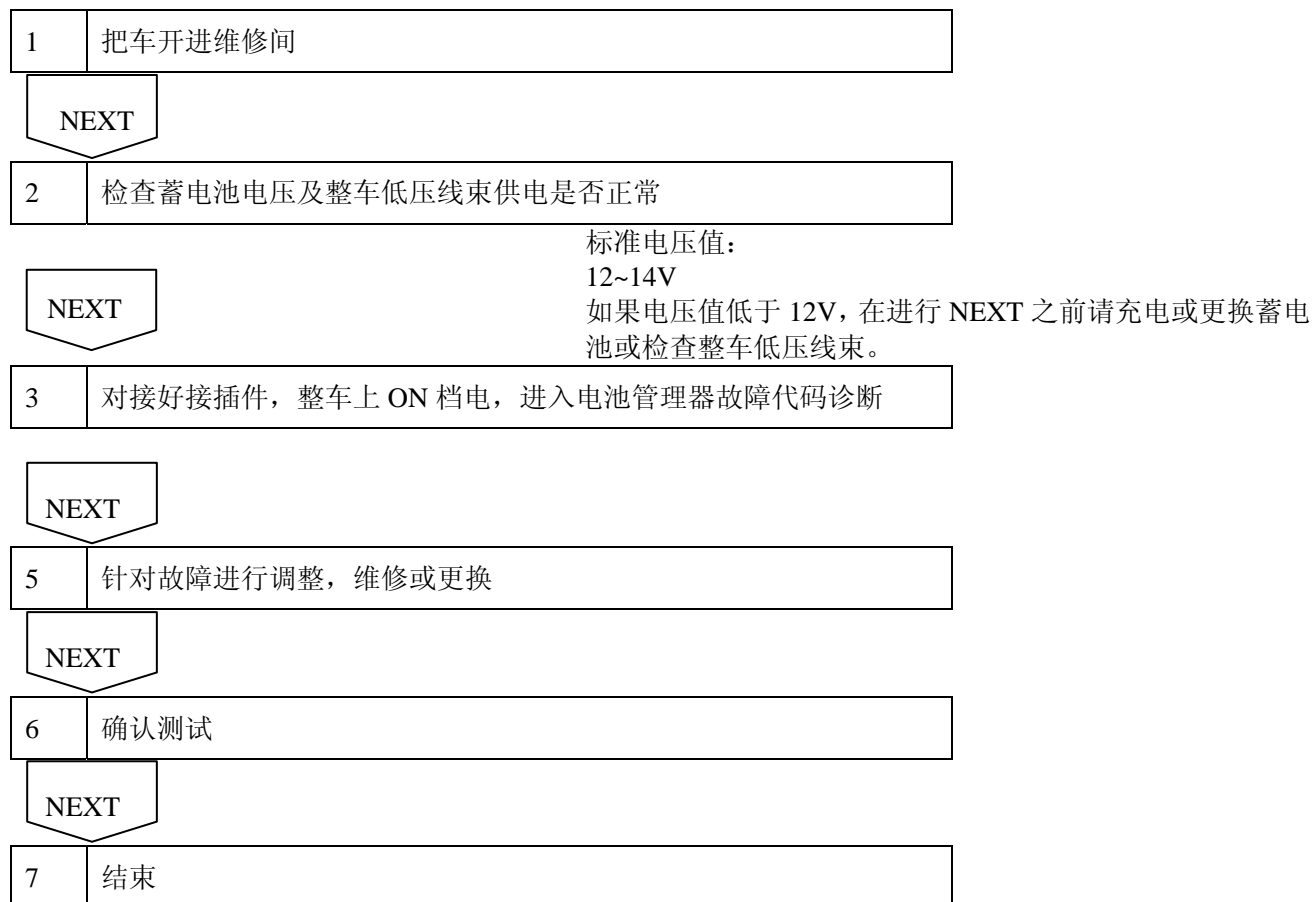 1 把车开进维修间
NEXT
2 检查蓄电池电压及整车低压线束供电是否正常
标准电压值：
12~14V
如果电压值低于 12V，在进行 NEXT 之前请充电或更换蓄电
池或检查整车低压线束。
NEXT
3 对接好接插件，整车上 ON 档电，进入电池管理器故障代码诊断
NEXT
5 针对故障进行调整，维修或更换
NEXT
6 确认测试
NEXT
7 结束